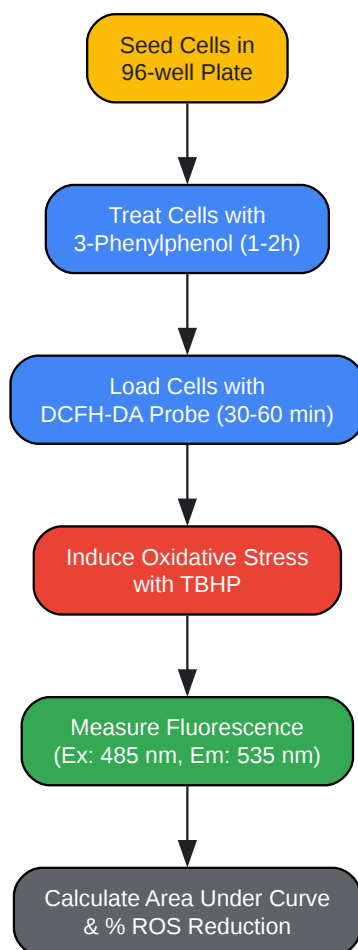 Seed Cells in
96-well Plate
Treat Cells with
3-Phenylphenol (1-2h)
Load Cells with
DCFH-DA Probe (30-60 min)
Induce Oxidative Stress
with TBHP
Measure Fluorescence
(Ex: 485 nm, Em: 535 nm)
Calculate Area Under Curve
& % ROS Reduction